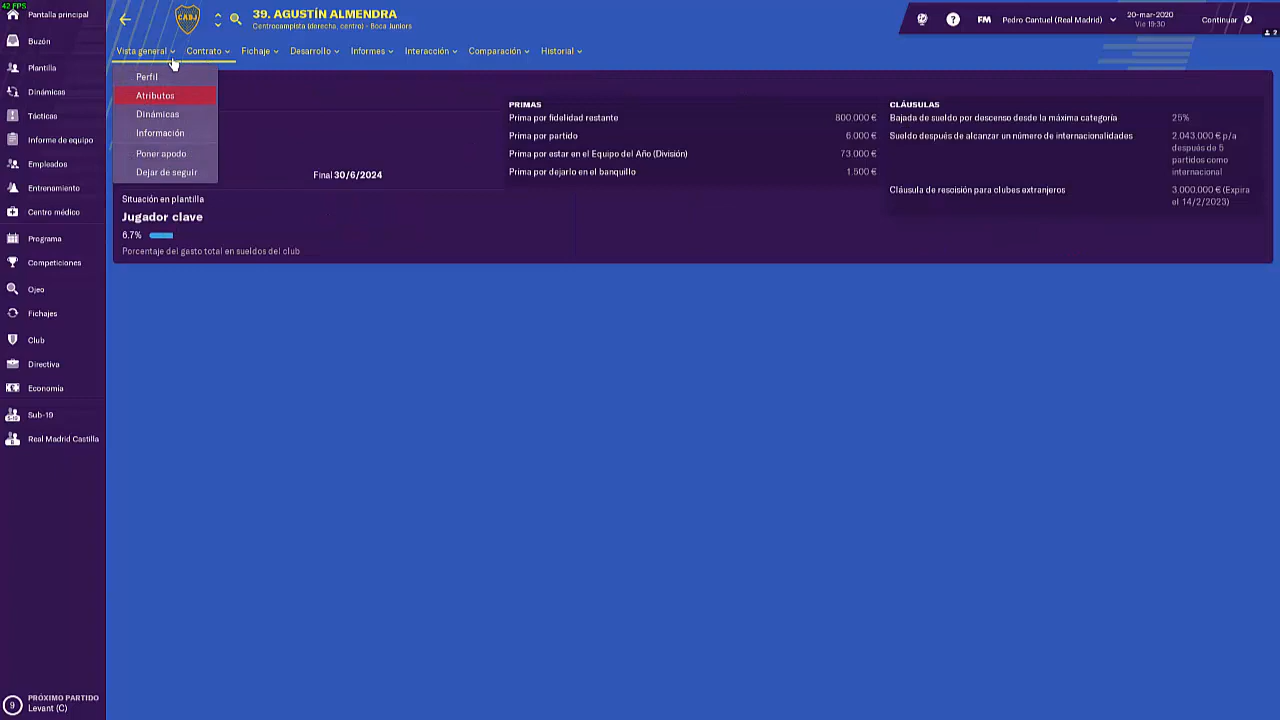 42 FPS
Pantalla principal
Buzón
Plantilla
Dinámicas
Tácticas
Informe de equipo
Empleados
Entrenamiento
Centro médico
Programa
Competiciones
Ojeo
Fichajes
Club
Directiva
Economía
Sub-19
Real Madrid Castilla
9 PRÓXIMO PARTIDO
Levant (C)
39. AGUSTÍN ALMENDRA
Centrocampista (derecha, centro) - Boca Juniors
FM Pedro Cantuel (Real Madrid) 20-mar-2020
Vie 19:30
Continuar
2
Vista general Contrato Fichaje Desarrollo Informes Interacción Comparación Historial
Perfil
Atributos
Dinámicas
Información
Poner apodo
Dejar de seguir
Final 30/6/2024
Situación en plantilla
Jugador clave
6.7%
Porcentaje del gasto total en sueldos del club
PRIMAS
Prima por fidelidad restante 800.000 €
Prima por partido 6.000 €
Prima por estar en el Equipo del Año (División) 73.000 €
Prima por dejarlo en el banquillo 1.500 €
CLÁUSULAS
Bajada de sueldo por descenso desde la máxima categoría 25%
Sueldo después de alcanzar un número de internacionalidades 2.043.000 € p/a
después de 5
partidos como
internacional
Cláusula de rescisión para clubes extranjeros 3.000.000 € (Expira
el 14/2/2023)